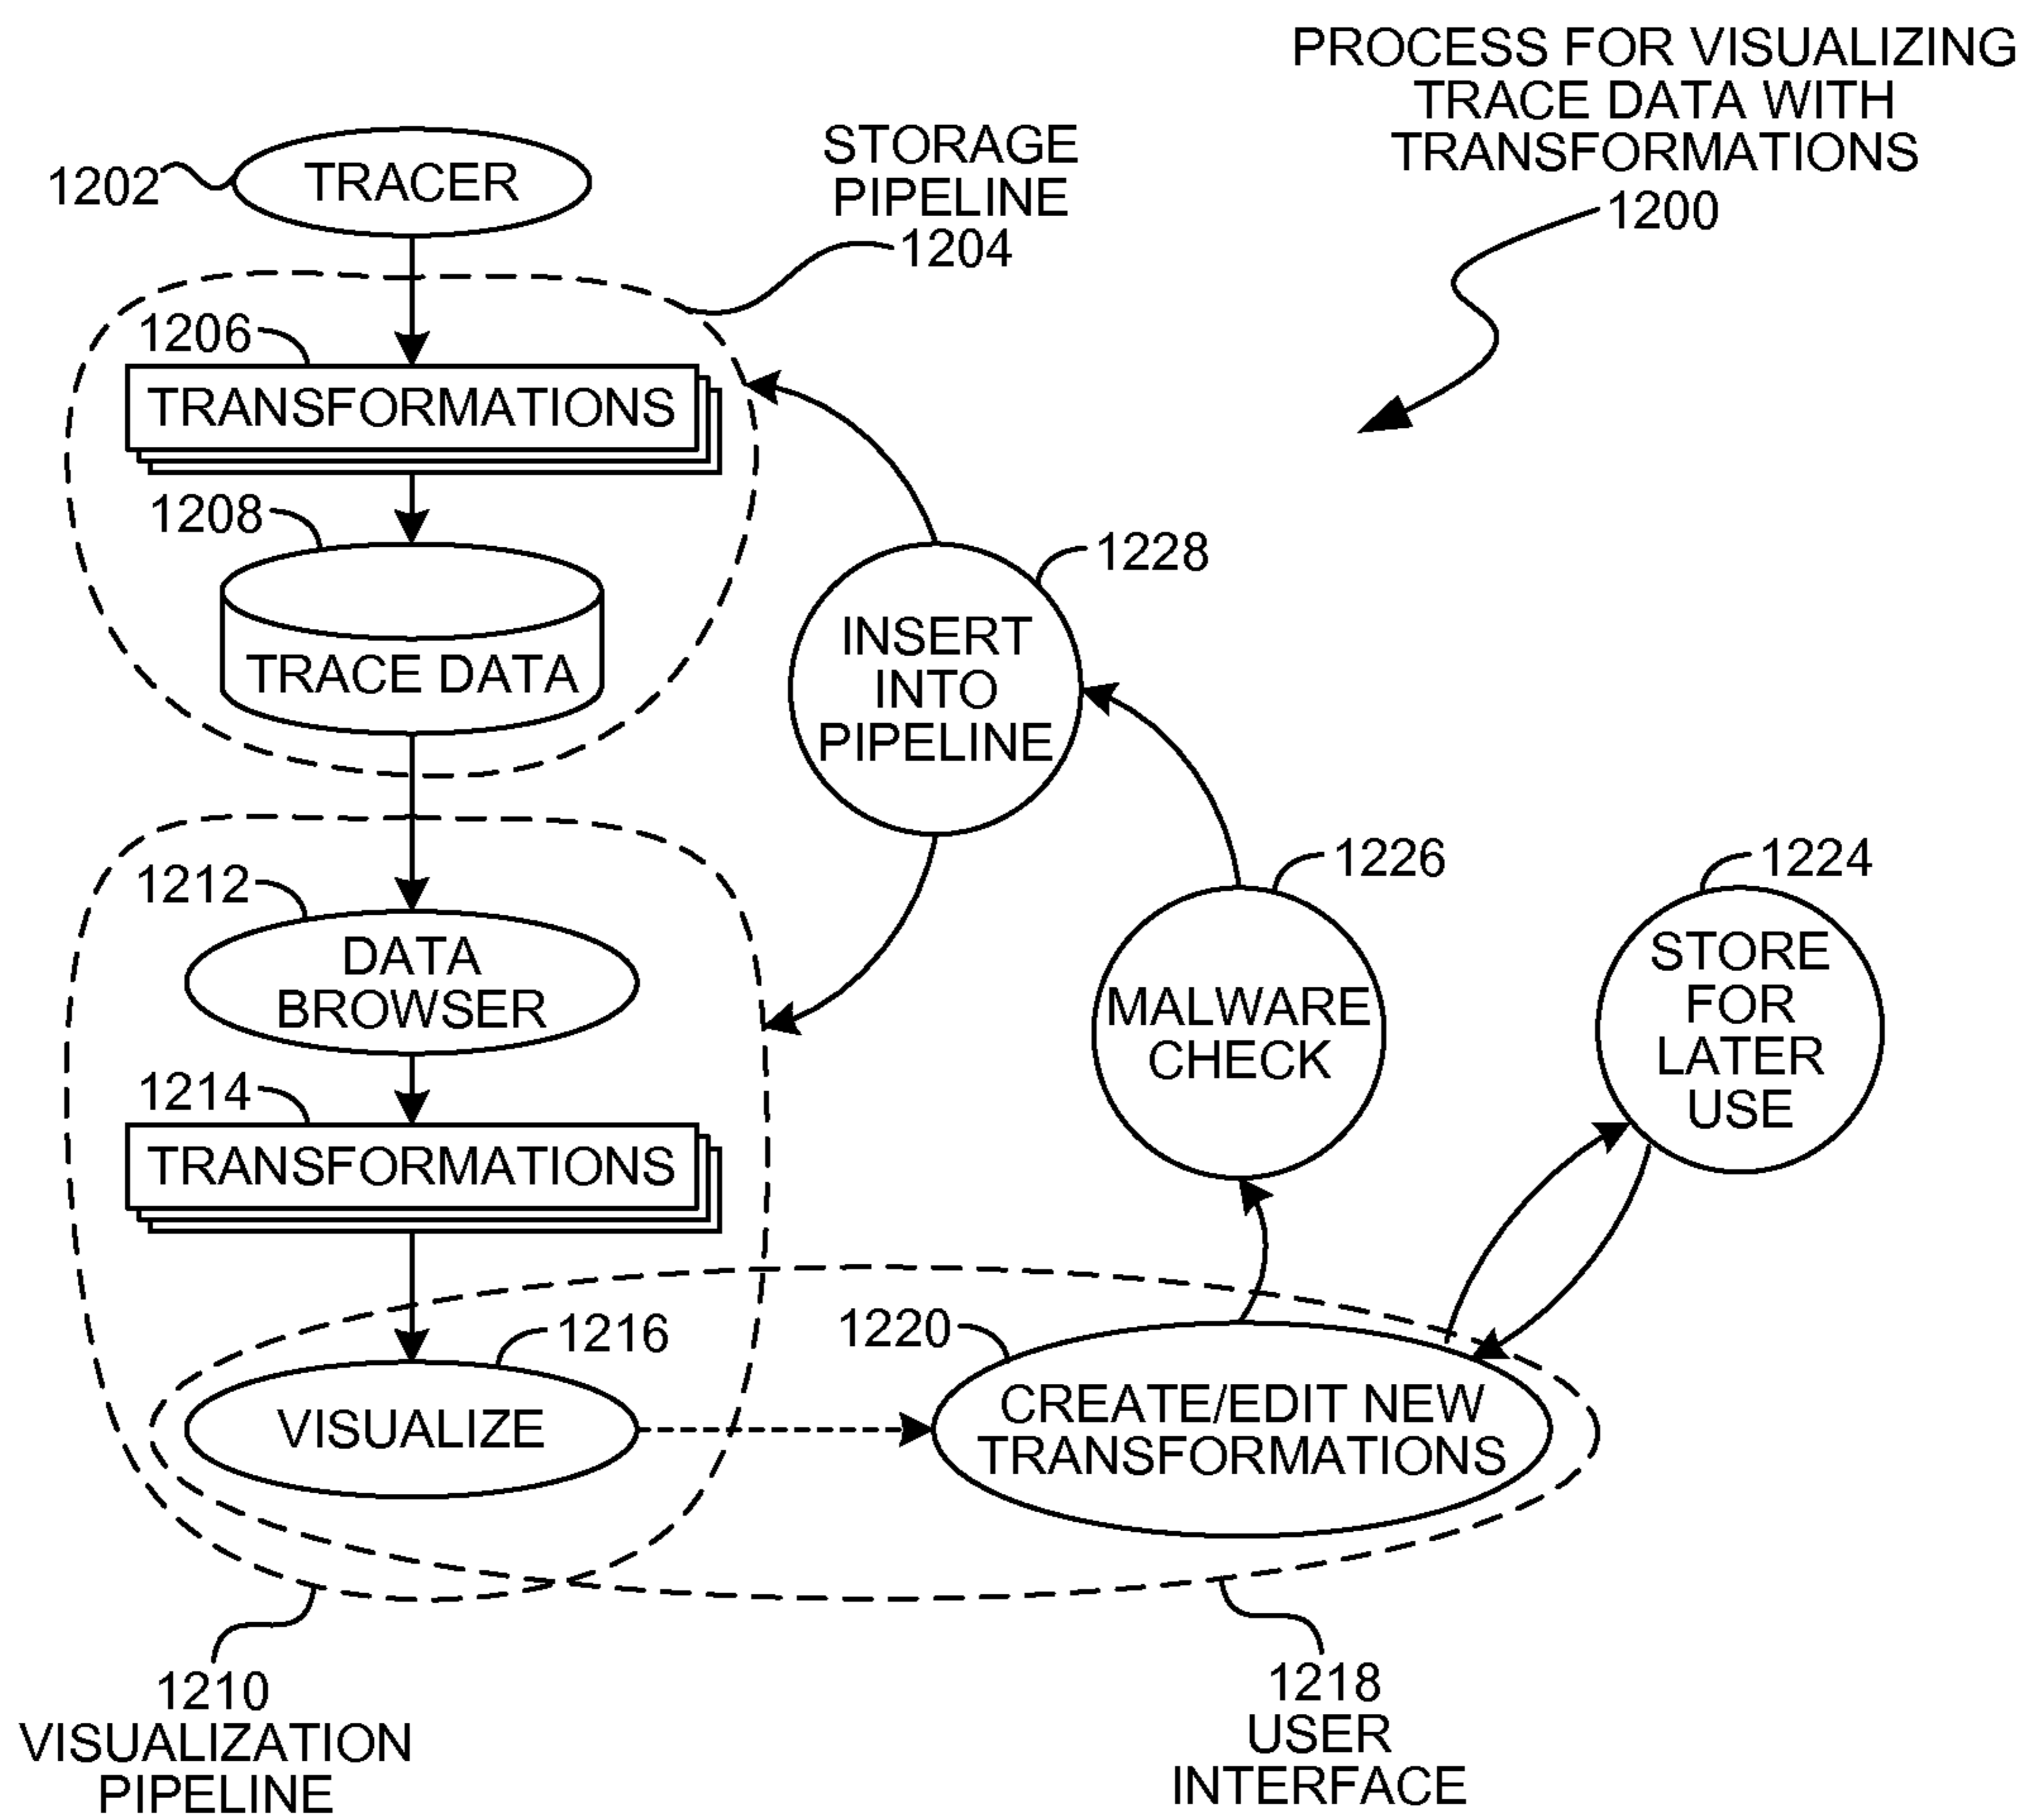 PROCESS FOR VISUALIZING
TRACE DATA WITH
TRANSFORMATIONS
1200
STORAGE
PIPELINE
1204
1202
TRACER
1206
TRANSFORMATIONS
1208
TRACE DATA
1228
INSERT
INTO
PIPELINE
1212
DATA
BROWSER
1226
MALWARE
CHECK
1224
STORE
FOR
LATER
USE
1214
TRANSFORMATIONS
1216
VISUALIZE
1220
CREATE/EDIT NEW
TRANSFORMATIONS
1210
VISUALIZATION
PIPELINE
1218
USER
INTERFACE